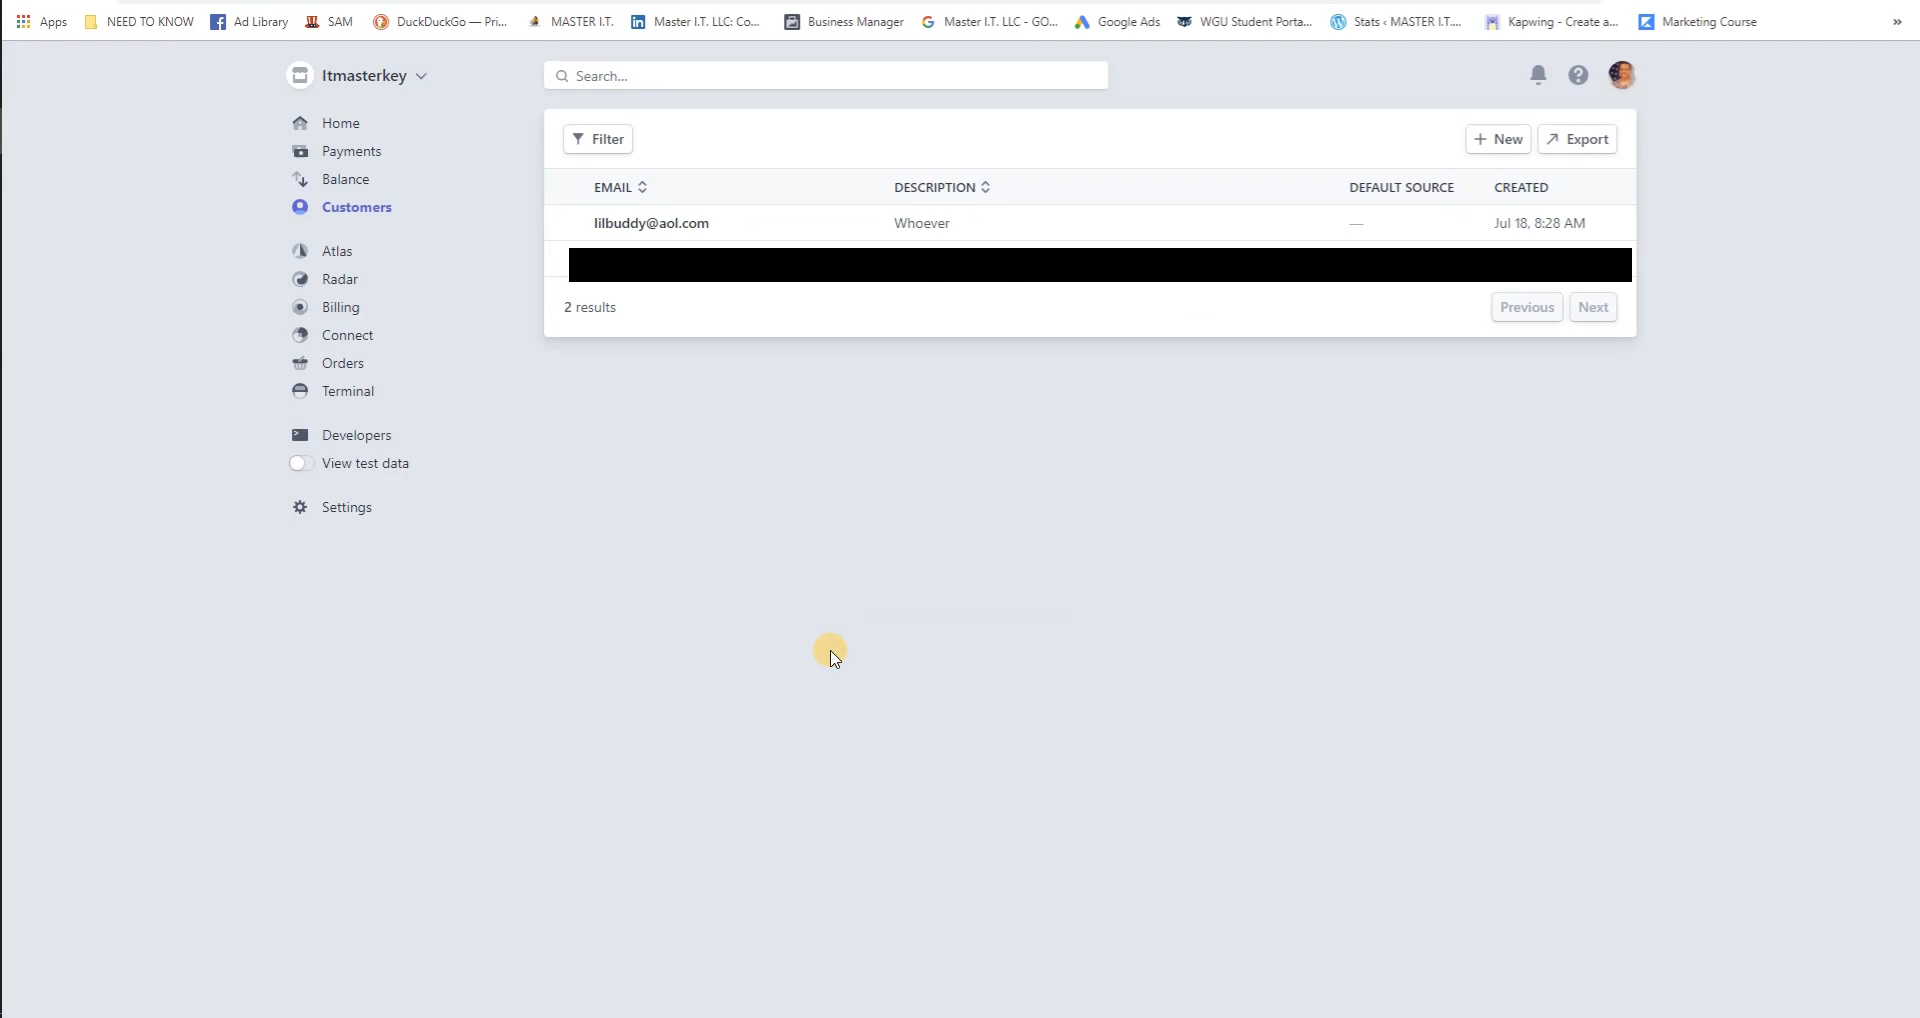 Apps NEED TO KNOW Ad Library SAM DuckDuckGo — Pri... MASTER I.T. Master I.T. LLC: Co... Business Manager Master I.T. LLC - GO... Google Ads WGU Student Porta... Stats ‹ MASTER I.T.... Kapwing - Create a... Marketing Course »
Itmasterkey
Search...
Home
Payments
Balance
Customers
Atlas
Radar
Billing
Connect
Orders
Terminal
Developers
View test data
Settings
Filter + New Export
EMAIL DESCRIPTION DEFAULT SOURCE CREATED
lilbuddy@aol.com Whoever — Jul 18, 8:28 AM
2 results Previous Next